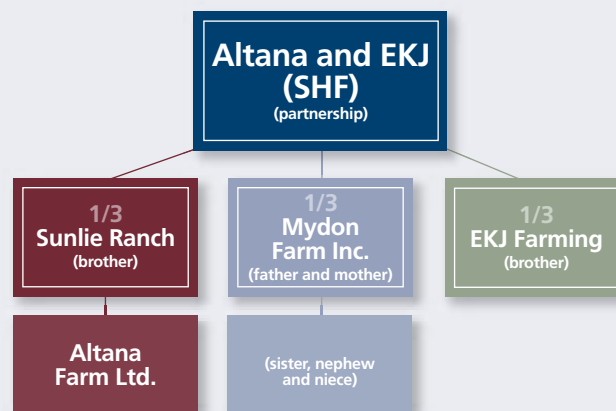 Altana and EKJ
(SHF)
(partnership)
1/3
Sunlie Ranch
(brother)
1/3
Mydon
Farm Inc.
(father and mother)
1/3
EKJ Farming
(brother)
Altana
Farm Ltd.
(sister, nephew
and niece)